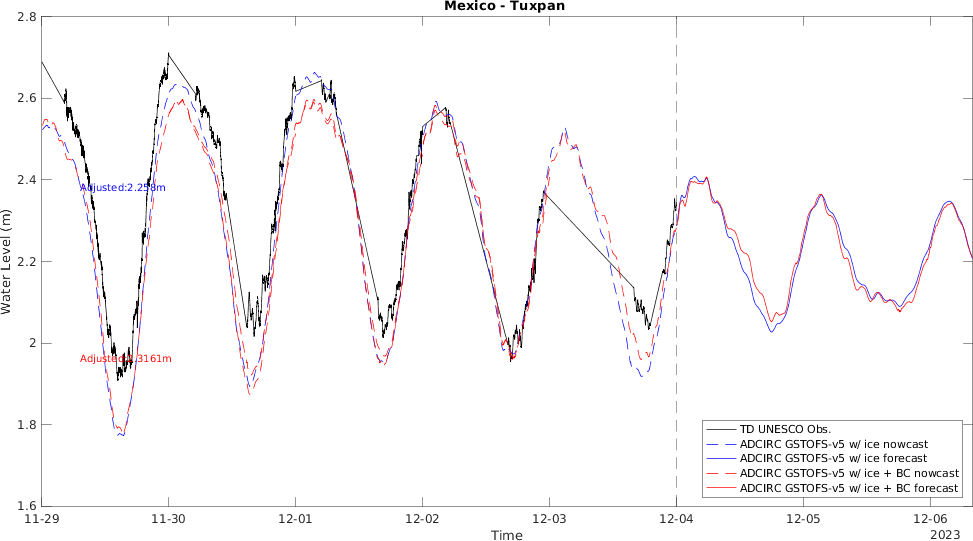 Mexico - Tuxpan
Water Level (m)
2.8
2.6
2.4
2.2
2
1.8
1.6
Adjusted:2.258m
3161m
TD UNESCO Obs.
ADCIRC GSTOFS-v5 w/ ice nowcast
ADCIRC GSTOFS-v5 w/ ice forecast
ADCIRC GSTOFS-v5 w/ ice + BC nowcast
ADCIRC GSTOFS-v5 w/ ice + BC forecast
11-29 11-30 12-01 12-02 12-03 12-04 12-05 12-06
Time
2023